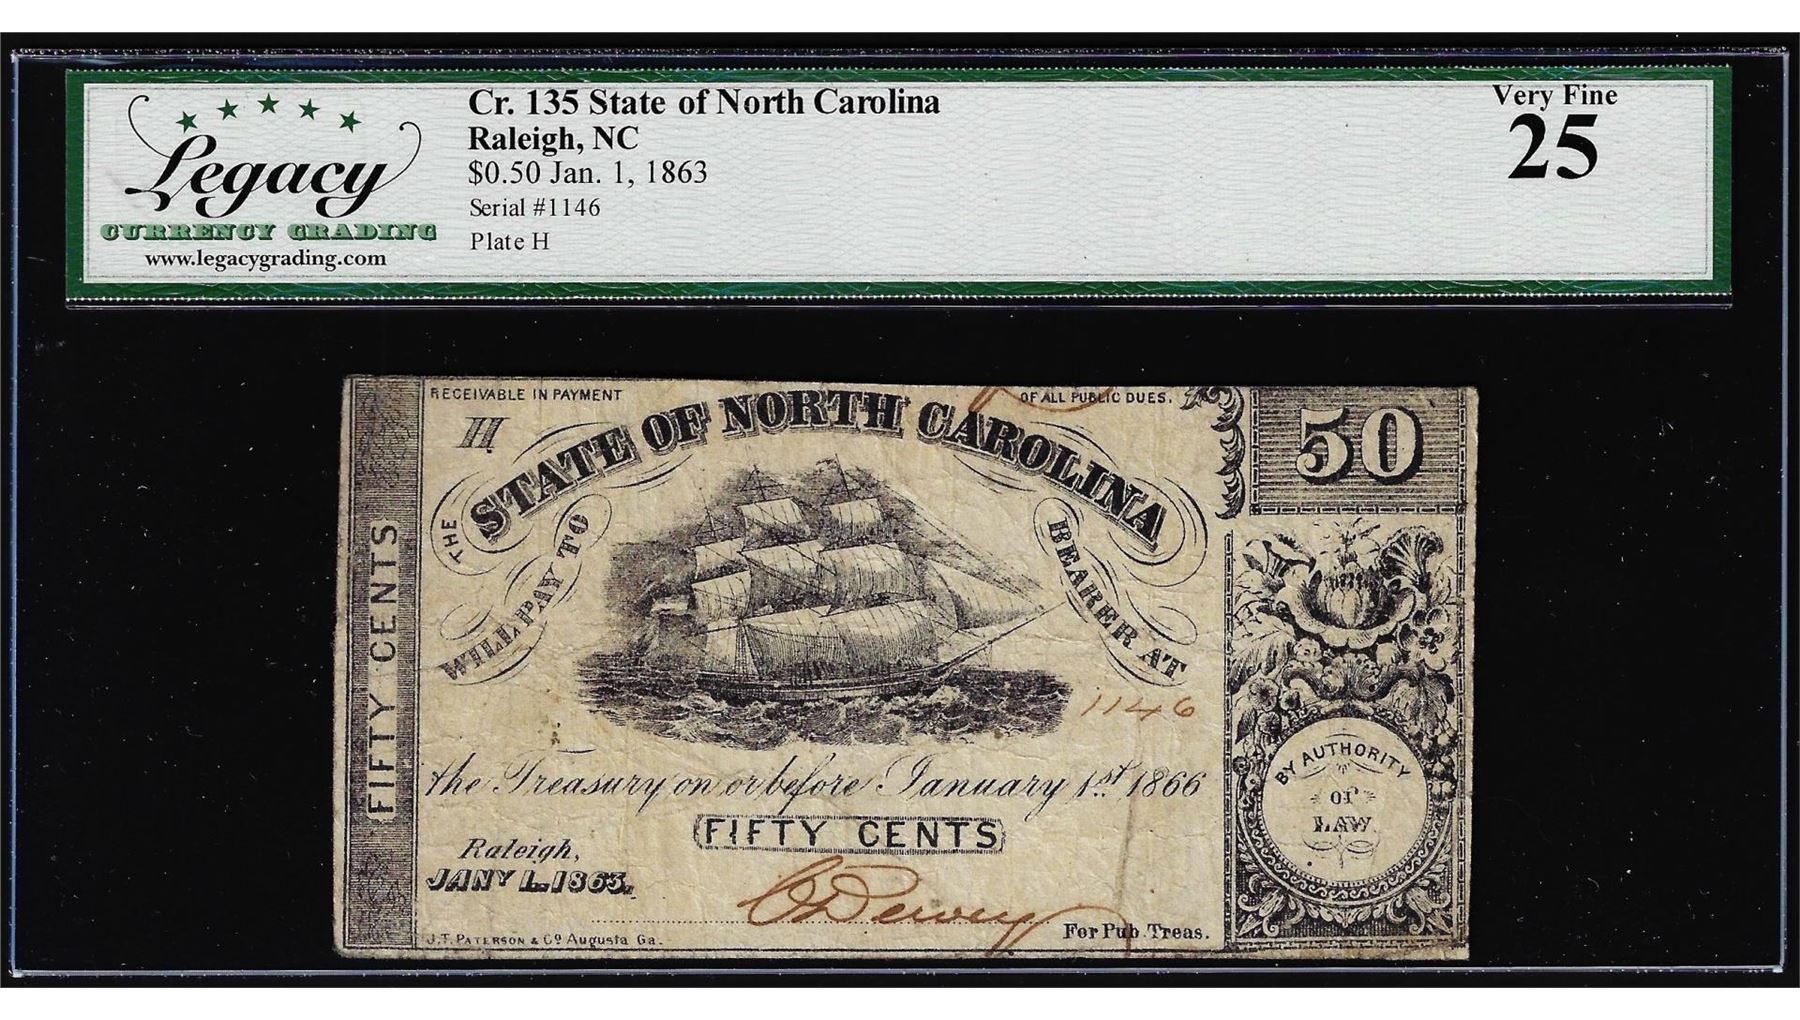 Legacy
CURRENCY GRADING
www.legacygrading.com
Cr. 135 State of North Carolina
Raleigh, NC
$0.50 Jan. 1, 1863
Serial #1146
Plate H
Very Fine
25
RECEIVABLE IN PAYMENT OF ALL PUBLIC DUES.
H
THE STATE OF NORTH CAROLINA
WILL PAY TO BEARER AT
1146
the Treasury on or before January 1st. 1866
FIFTY CENTS
Raleigh,
JANY 1. 1863.
C Dewey
For Pub. Treas.
J.T. PATERSON & Co Augusta Ga.
FIFTY CENTS
50
BY AUTHORITY
OF
LAW